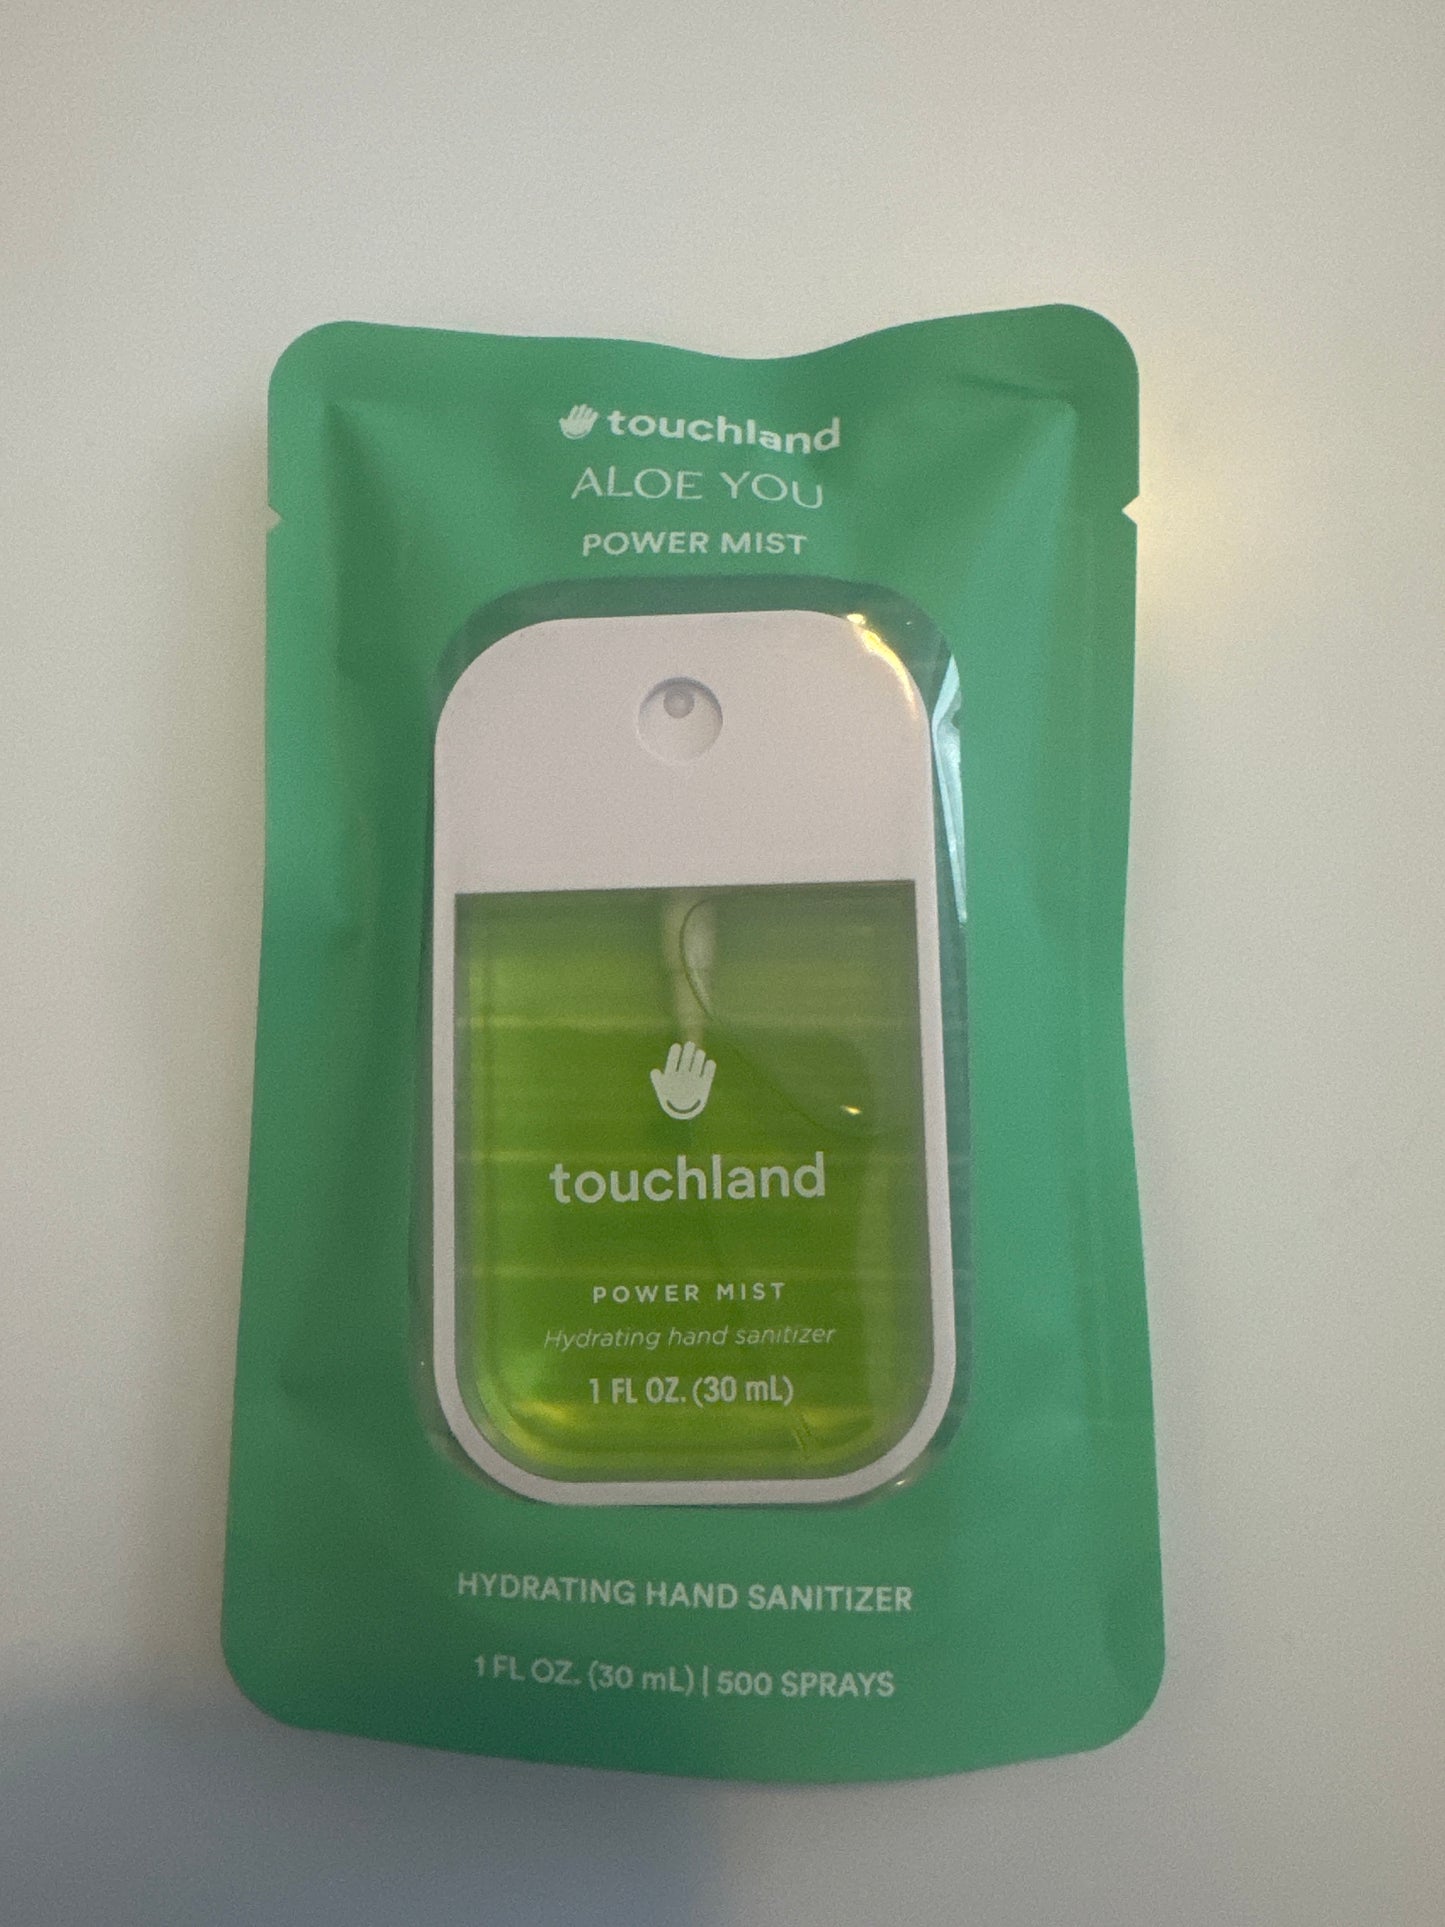 touchland
ALOE YOU
POWER MIST
touchland
POWER MIST
Hydrating hand sanitizer
1 FL OZ. (30 mL)
HYDRATING HAND SANITIZER
1 FL OZ. (30 mL) | 500 SPRAYS